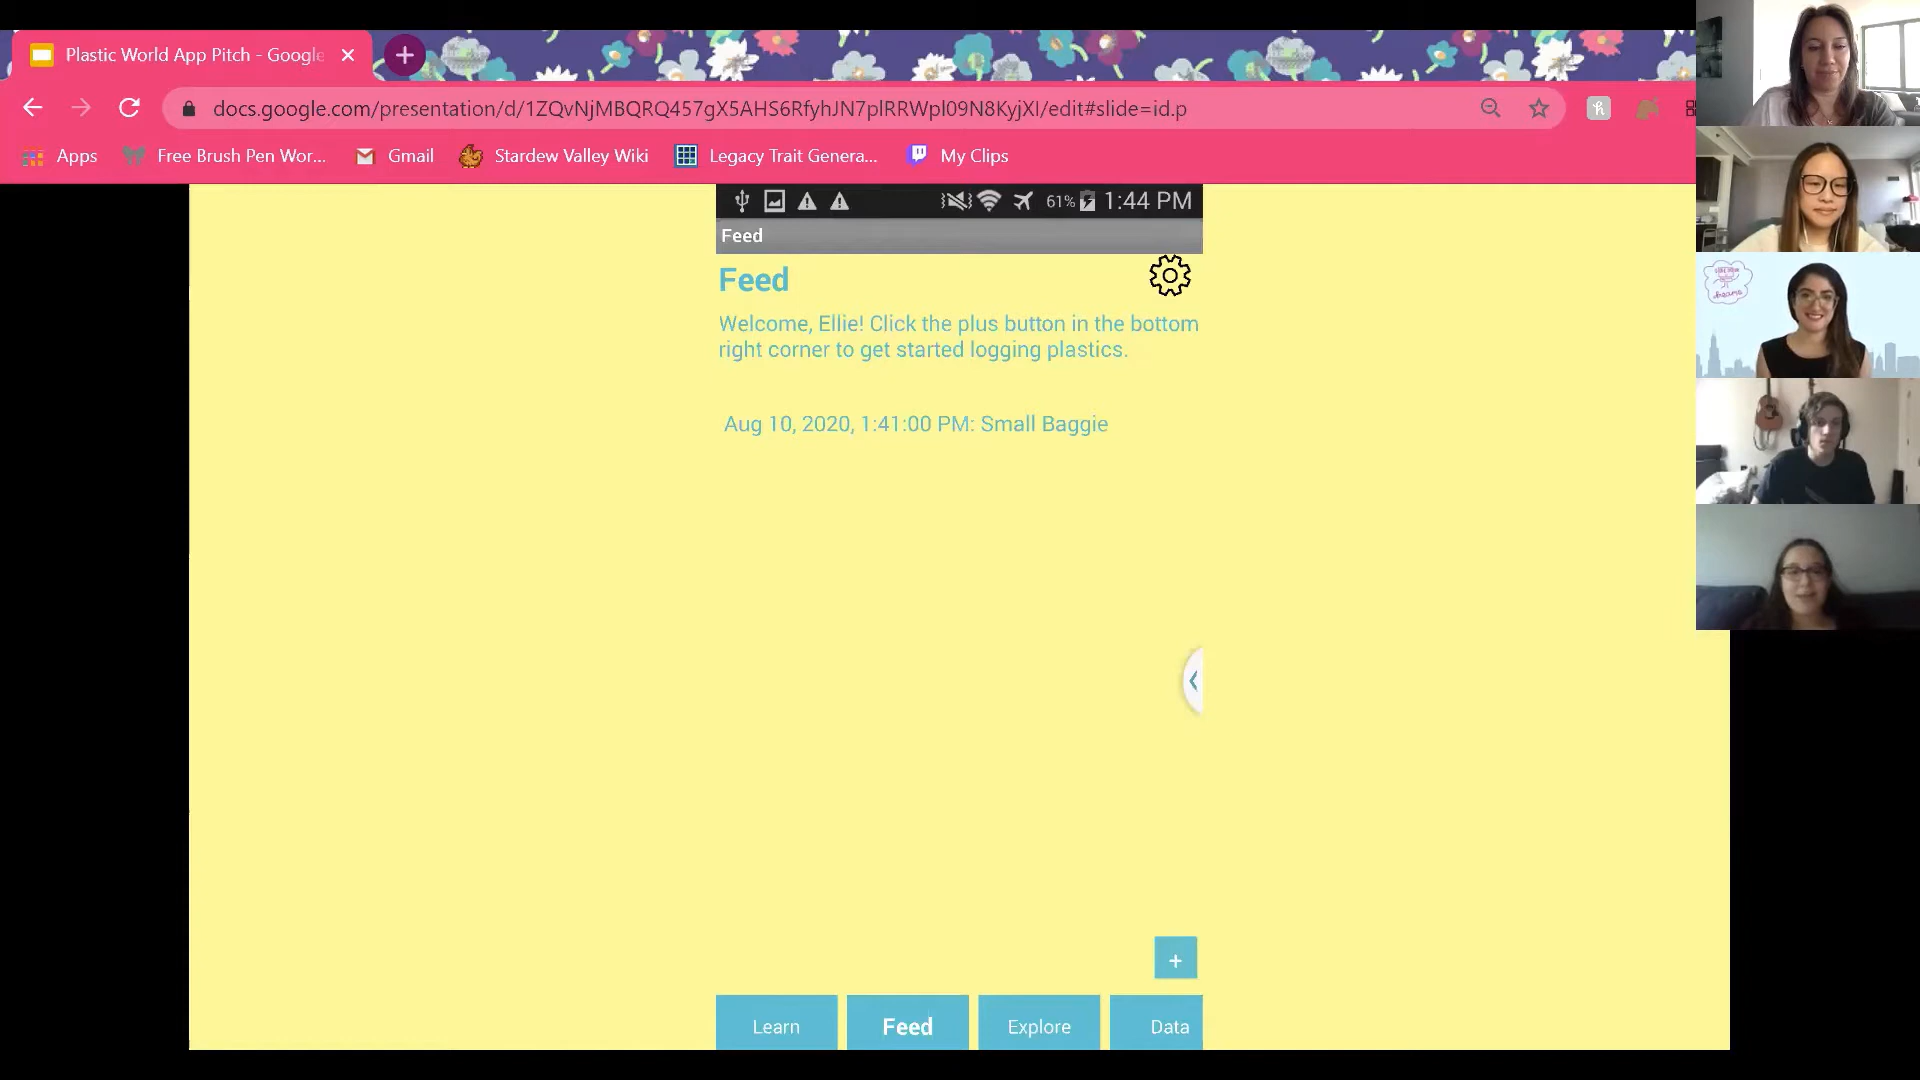 Plastic World App Pitch - Google
docs.google.com/presentation/d/1ZQvNjMBQRQ457gX5AHS6RfyhJN7plRRWpl09N8KyjXI/edit#slide=id.p
Apps
Free Brush Pen Wor...
Gmail
Stardew Valley Wiki
Legacy Trait Genera...
My Clips
61% 1:44 PM
Feed
Feed
Welcome, Ellie! Click the plus button in the bottom
right corner to get started logging plastics.
Aug 10, 2020, 1:41:00 PM: Small Baggie
+
Learn
Feed
Explore
Data